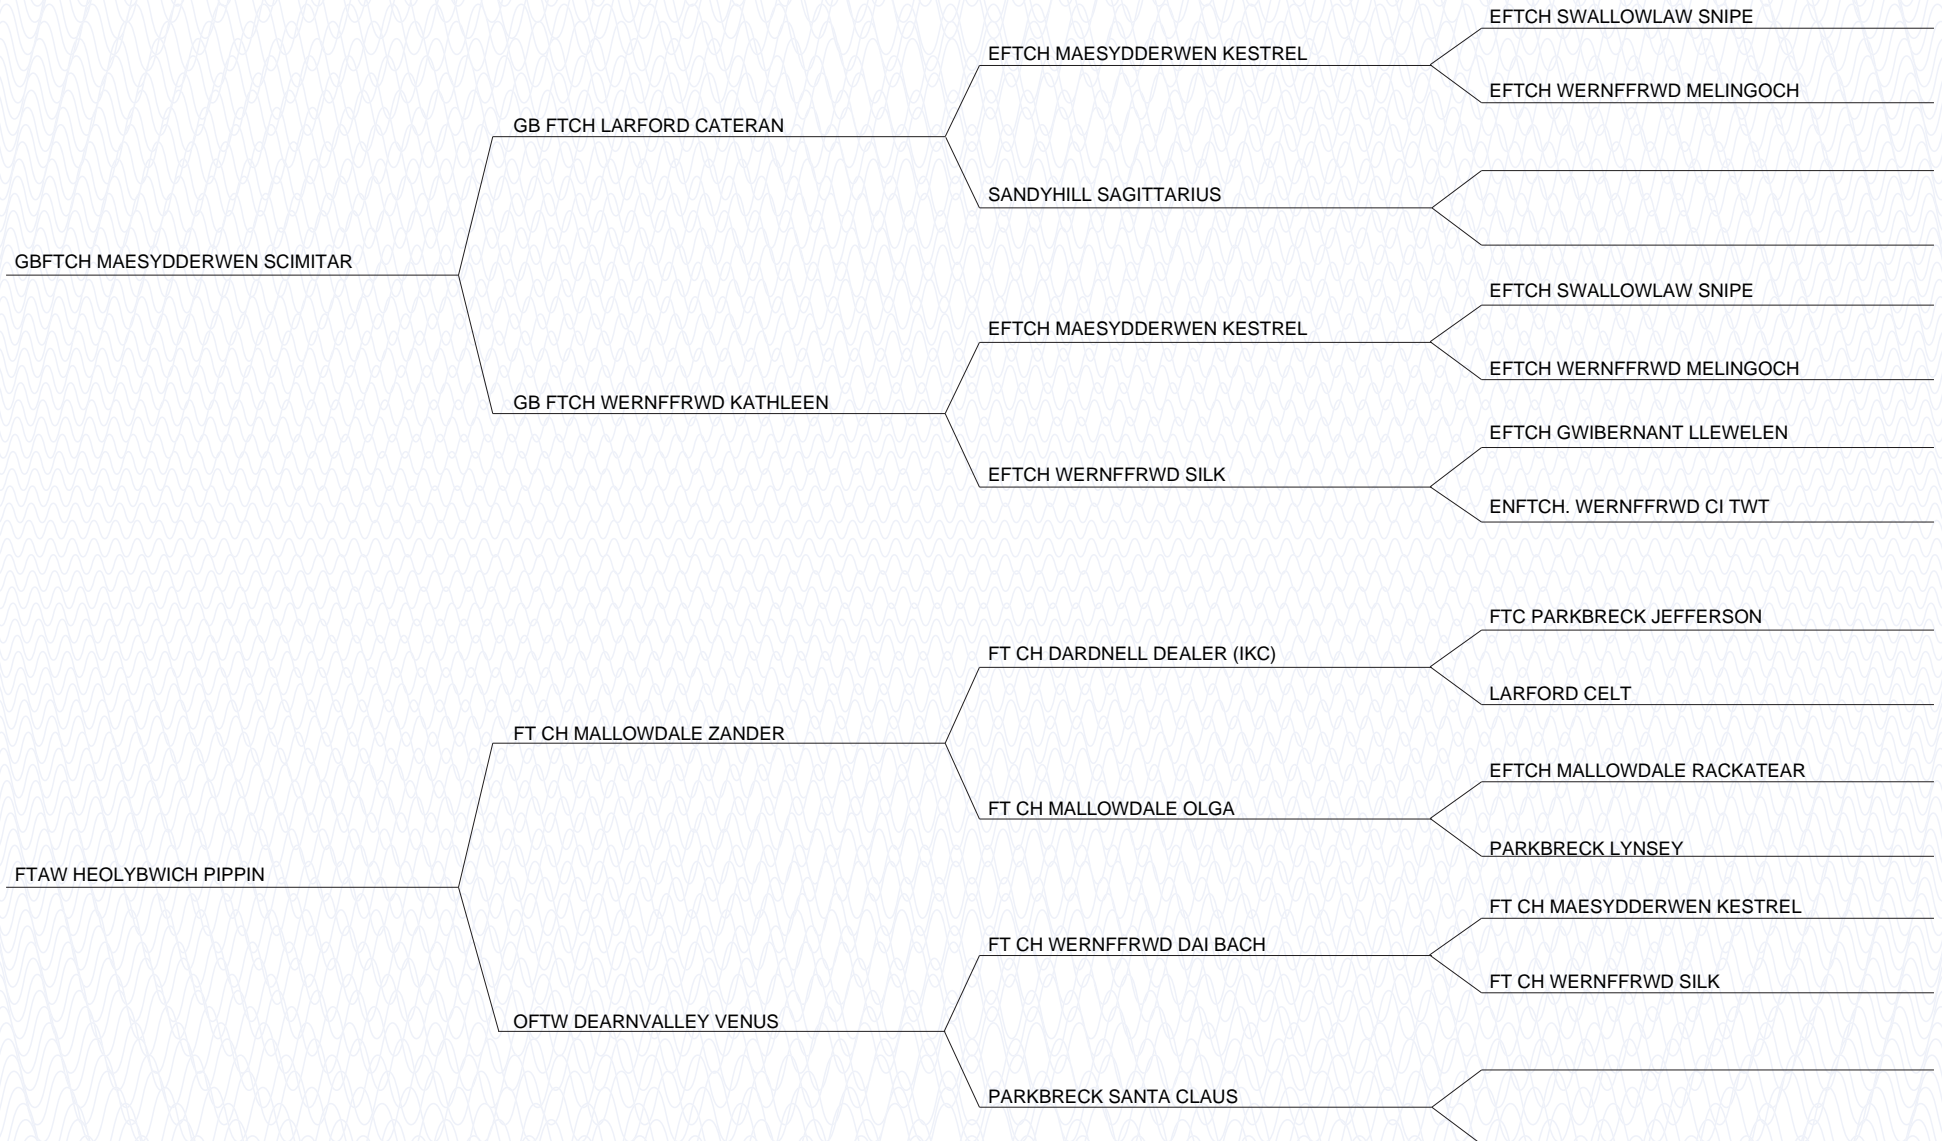 EFTCH SWALLOWLAW SNIPE
EFTCH MAESYDDERWEN KESTREL
EFTCH WERNFFRWD MELINGOCH
GB FTCH LARFORD CATERAN
SANDYHILL SAGITTARIUS
GBFTCH MAESYDDERWEN SCIMITAR
EFTCH SWALLOWLAW SNIPE
EFTCH MAESYDDERWEN KESTREL
EFTCH WERNFFRWD MELINGOCH
GB FTCH WERNFFRWD KATHLEEN
EFTCH GWIBERNANT LLEWELEN
EFTCH WERNFFRWD SILK
ENFTCH. WERNFFRWD CI TWT
FTC PARKBRECK JEFFERSON
FT CH DARDNELL DEALER (IKC)
LARFORD CELT
FT CH MALLOWDALE ZANDER
EFTCH MALLOWDALE RACKATEAR
FT CH MALLOWDALE OLGA
PARKBRECK LYNSEY
FTAW HEOLYBWICH PIPPIN
FT CH MAESYDDERWEN KESTREL
FT CH WERNFFRWD DAI BACH
FT CH WERNFFRWD SILK
OFTW DEARNVALLEY VENUS
PARKBRECK SANTA CLAUS